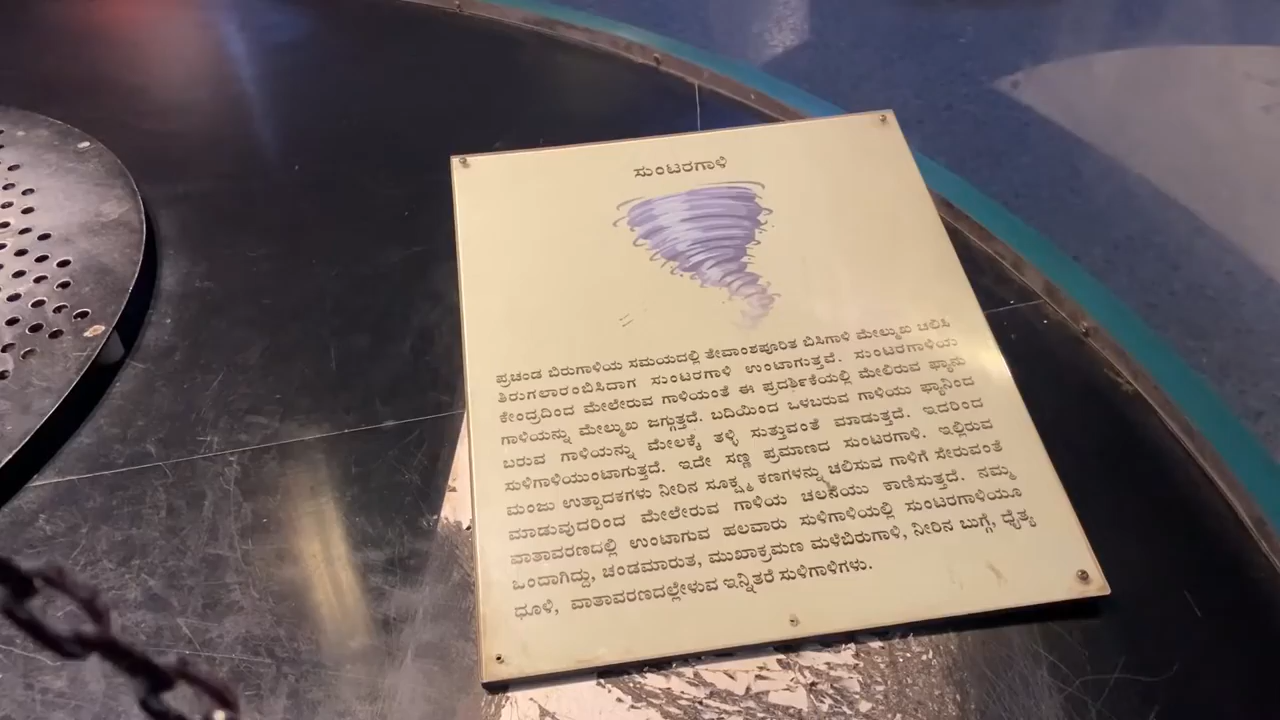 ಸುಂಟರಗಾಳಿ
ಪ್ರಚಂಡ ಬಿರುಗಾಳಿಯ ಸಮಯದಲ್ಲಿ ತೇವಾಂಶಪೂರಿತ ಬಿಸಿಗಾಳಿ ಮೇಲ್ಮುಖ ಚಲಿಸಿ
ತಿರುಗಲಾರಂಬಿಸಿದಾಗ ಸುಂಟರಗಾಳಿ ಉಂಟಾಗುತ್ತವೆ. ಸುಂಟರಗಾಳಿಯ
ಕೇಂದ್ರದಿಂದ ಮೇಲೇರುವ ಗಾಳಿಯಂತೆ ಈ ಪ್ರದರ್ಶಿಕೆಯಲ್ಲಿ ಮೇಲಿರುವ ಫ್ಯಾನು
ಗಾಳಿಯನ್ನು ಮೇಲ್ಮುಖ ಜಗ್ಗುತ್ತದೆ. ಬದಿಯಿಂದ ಒಳಬರುವ ಗಾಳಿಯು ಫ್ಯಾನಿಂದ
ಬರುವ ಗಾಳಿಯನ್ನು ಮೇಲಕ್ಕೆ ತಳ್ಳಿ ಸುತ್ತುವಂತೆ ಮಾಡುತ್ತದೆ. ಇದರಿಂದ
ಸುಳಿಗಾಳಿಯುಂಟಾಗುತ್ತದೆ. ಇದೇ ಸಣ್ಣ ಪ್ರಮಾಣದ ಸುಂಟರಗಾಳಿ. ಇಲ್ಲಿರುವ
ಮಂಜು ಉತ್ಪಾದಕಗಳು ನೀರಿನ ಸೂಕ್ಷ್ಮ ಕಣಗಳನ್ನು ಚಲಿಸುವ ಗಾಳಿಗೆ ಸೇರುವಂತೆ
ಮಾಡುವುದರಿಂದ ಮೇಲೇರುವ ಗಾಳಿಯ ಚಲನೆಯು ಕಾಣಿಸುತ್ತದೆ. ನಮ್ಮ
ವಾತಾವರಣದಲ್ಲಿ ಉಂಟಾಗುವ ಹಲವಾರು ಸುಳಿಗಾಳಿಯಲ್ಲಿ ಸುಂಟರಗಾಳಿಯೂ
ಒಂದಾಗಿದ್ದು, ಚಂಡಮಾರುತ, ಮುಖಾಕ್ರಮಣ ಮಳೆಬಿರುಗಾಳಿ, ನೀರಿನ ಬುಗ್ಗೆ, ಧೈತ್ಯ
ಧೂಳಿ, ವಾತಾವರಣದಲ್ಲೇಳುವ ಇನ್ನಿತರೆ ಸುಳಿಗಾಳಿಗಳು.